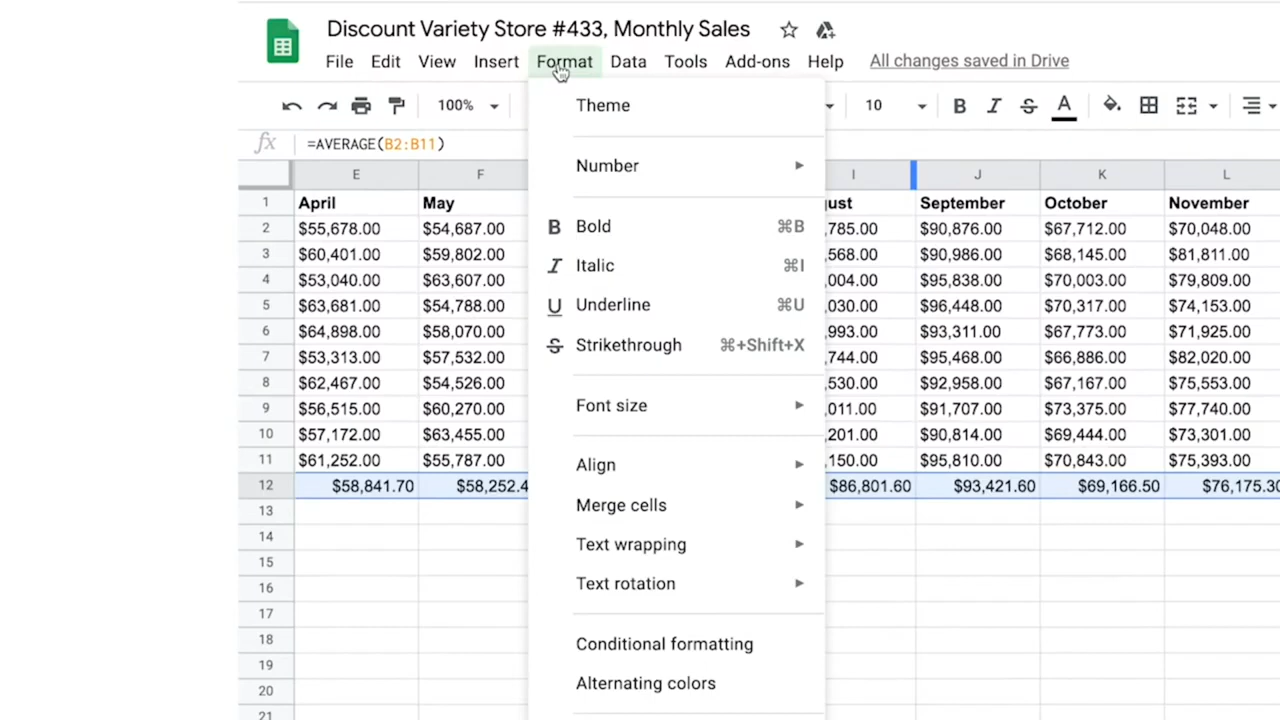 Discount Variety Store #433, Monthly Sales
File Edit View Insert Format Data Tools Add-ons Help All changes saved in Drive
100% 10 B I S A
fx =AVERAGE(B2:B11)
E F I J K L
1 April May ust September October November
2 $55,678.00 $54,687.00 ,785.00 $90,876.00 $67,712.00 $70,048.00
3 $60,401.00 $59,802.00 ,568.00 $90,986.00 $68,145.00 $81,811.00
4 $53,040.00 $63,607.00 ,004.00 $95,838.00 $70,003.00 $79,809.00
5 $63,681.00 $54,788.00 ,030.00 $96,448.00 $70,317.00 $74,153.00
6 $64,898.00 $58,070.00 ,993.00 $93,311.00 $67,773.00 $71,925.00
7 $53,313.00 $57,532.00 ,744.00 $95,468.00 $66,886.00 $82,020.00
8 $62,467.00 $54,526.00 ,530.00 $92,958.00 $67,167.00 $75,553.00
9 $56,515.00 $60,270.00 ,011.00 $91,707.00 $73,375.00 $77,740.00
10 $57,172.00 $63,455.00 ,201.00 $90,814.00 $69,444.00 $73,301.00
11 $61,252.00 $55,787.00 ,150.00 $95,810.00 $70,843.00 $75,393.00
12 $58,841.70 $58,252.4 $86,801.60 $93,421.60 $69,166.50 $76,175.30
13
14
15
16
17
18
19
20
21
Theme
Number
B Bold ⌘B
I Italic ⌘I
U Underline ⌘U
S Strikethrough ⌘+Shift+X
Font size
Align
Merge cells
Text wrapping
Text rotation
Conditional formatting
Alternating colors